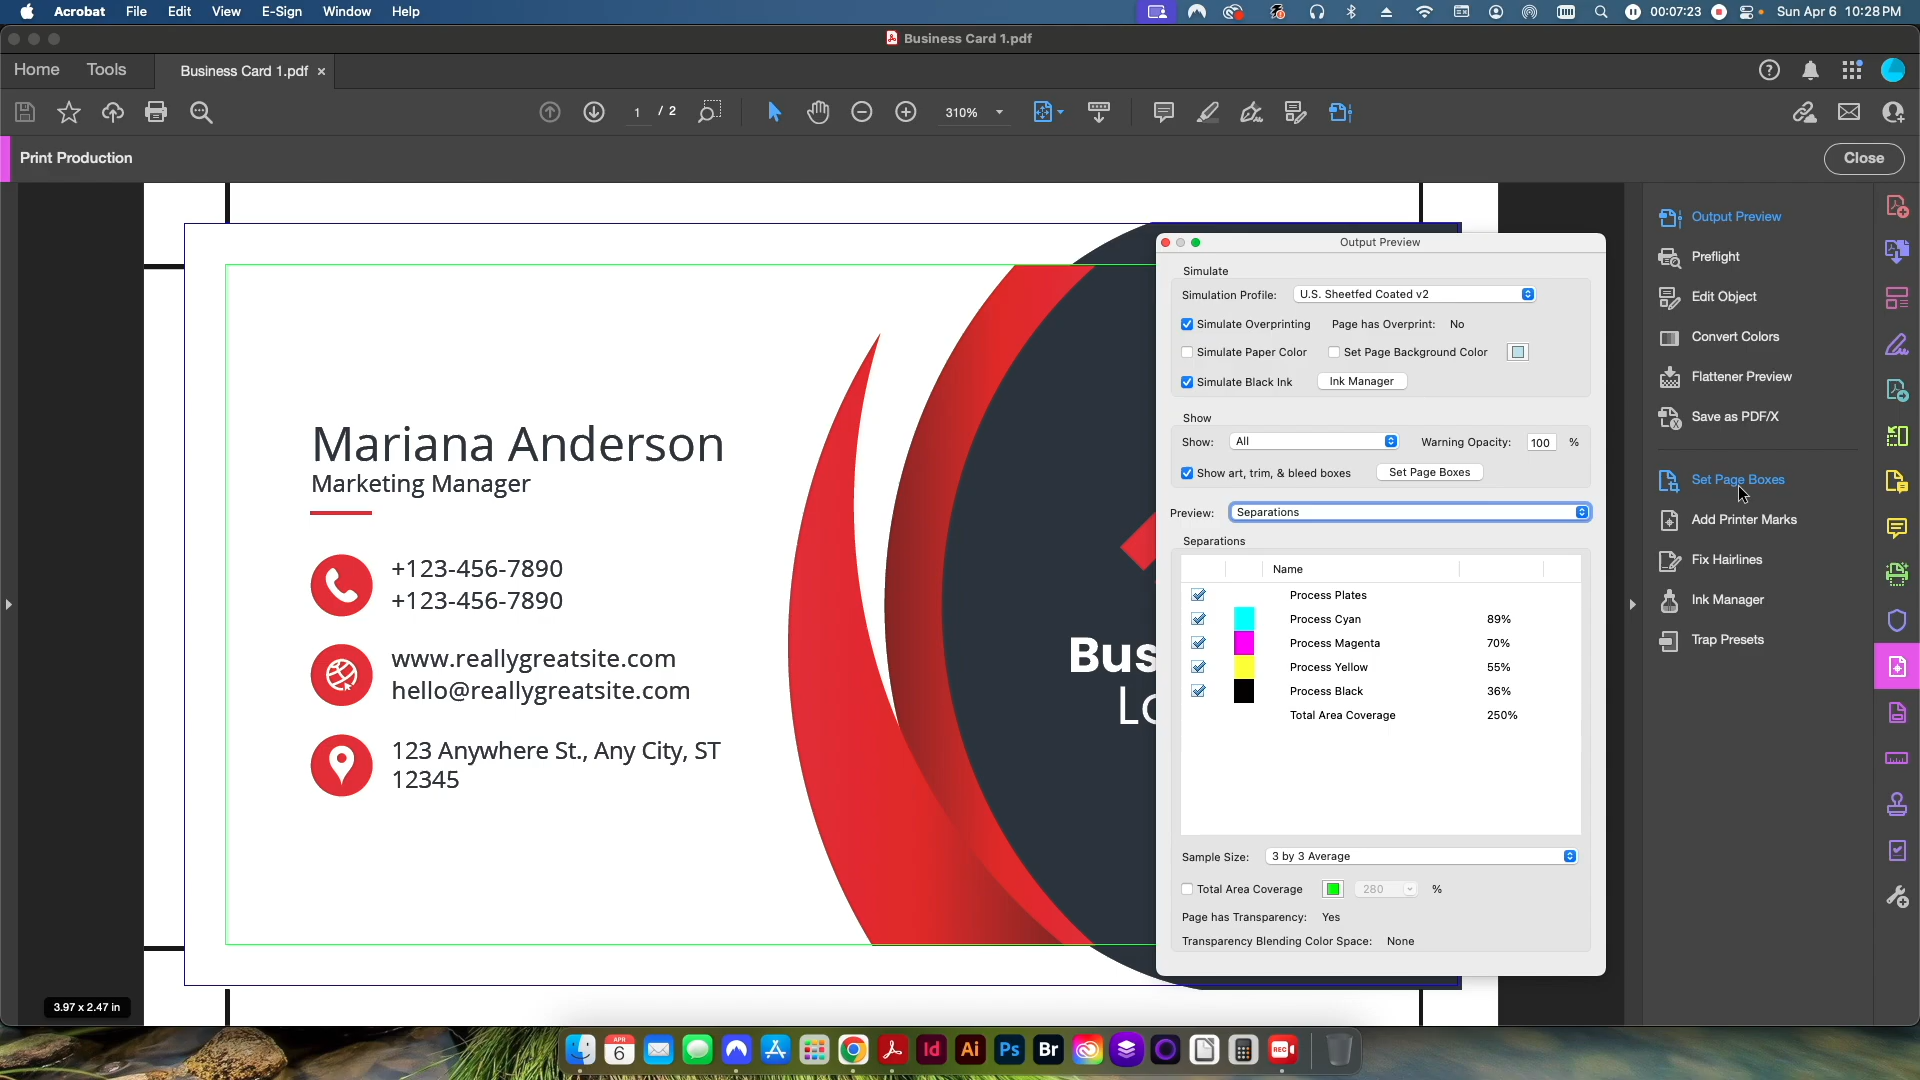 Acrobat File Edit View E-Sign Window Help 00:07:23 Sun Apr 6 10:28 PM
Business Card 1.pdf
Home Tools Business Card 1.pdf ×
1 / 2 310%
Print Production Close
Output Preview
Preflight
Edit Object
Convert Colors
Flattener Preview
Save as PDF/X
Set Page Boxes
Add Printer Marks
Fix Hairlines
Ink Manager
Trap Presets
Mariana Anderson
Marketing Manager
+123-456-7890
+123-456-7890
www.reallygreatsite.com
hello@reallygreatsite.com
123 Anywhere St., Any City, ST
12345
Bus
Lo
3.97 x 2.47 in
Output Preview
Simulate
Simulation Profile: U.S. Sheetfed Coated v2
Simulate Overprinting Page has Overprint: No
Simulate Paper Color Set Page Background Color
Simulate Black Ink Ink Manager
Show
Show: All Warning Opacity: 100 %
Show art, trim, & bleed boxes Set Page Boxes
Preview: Separations
Separations
Name
Process Plates
Process Cyan 89%
Process Magenta 70%
Process Yellow 55%
Process Black 36%
Total Area Coverage 250%
Sample Size: 3 by 3 Average
Total Area Coverage 280 %
Page has Transparency: Yes
Transparency Blending Color Space: None
APR
6
Id Ai Ps Br REC